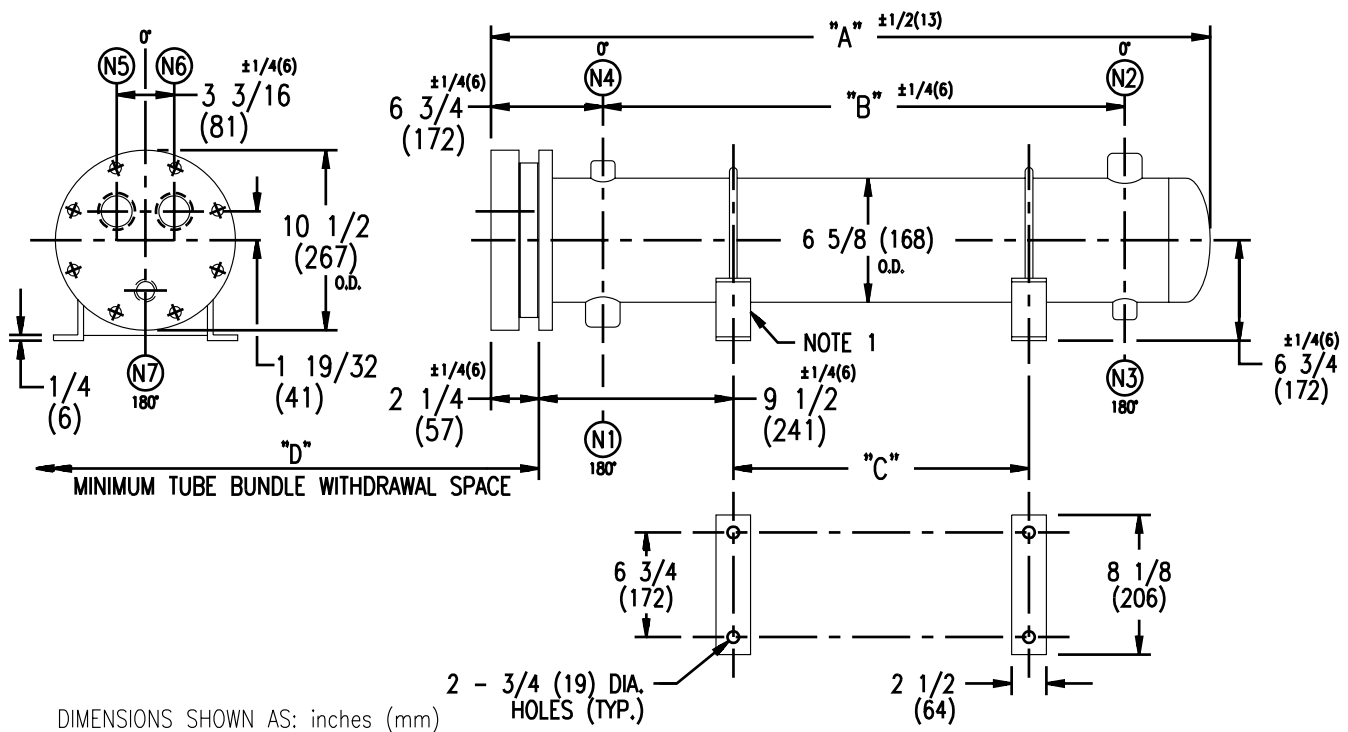 "A" ±1/2(13)
0° 0° 0°
N5 N6 N4 N2
±1/4(6)
3 3/16
(81)
±1/4(6)
6 3/4
(172)
"B" ±1/4(6)
10 1/2
(267)
O.D.
6 5/8 (168)
O.D.
NOTE 1
1/4
(6)
N7
180°
1 19/32
(41)
±1/4(6)
2 1/4
(57)
N1
180°
±1/4(6)
9 1/2
(241)
N3
180°
±1/4(6)
6 3/4
(172)
"D"
MINIMUM TUBE BUNDLE WITHDRAWAL SPACE
"C"
6 3/4
(172)
8 1/8
(206)
2 - 3/4 (19) DIA.
HOLES (TYP.)
2 1/2
(64)
DIMENSIONS SHOWN AS: inches (mm)